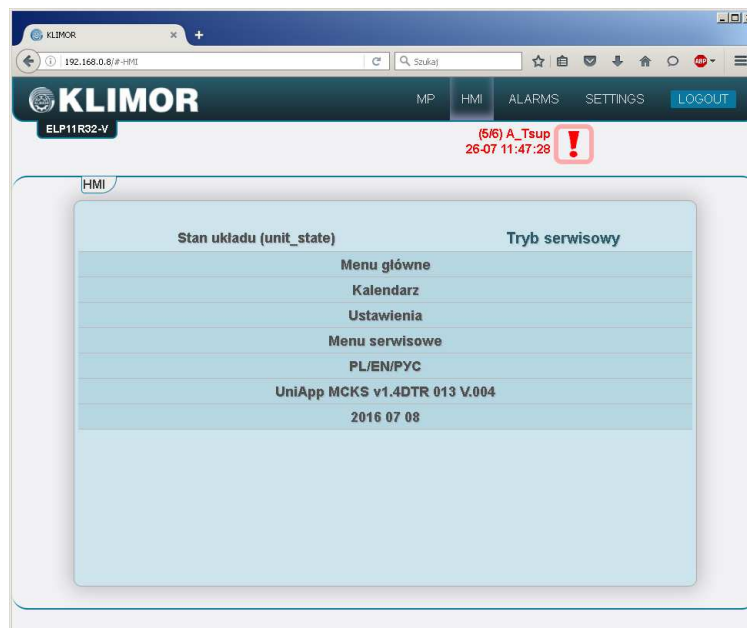 KLIMOR
192.168.0.8/#-HMI
Szukaj
ABP
KLIMOR
MP HMI ALARMS SETTINGS LOGOUT
ELP11R32-V
(5/6) A_Tsup
26-07 11:47:28
HMI
Stan układu (unit_state) Tryb serwisowy
Menu główne
Kalendarz
Ustawienia
Menu serwisowe
PL/EN/РУС
UniApp MCKS v1.4DTR 013 V.004
2016 07 08